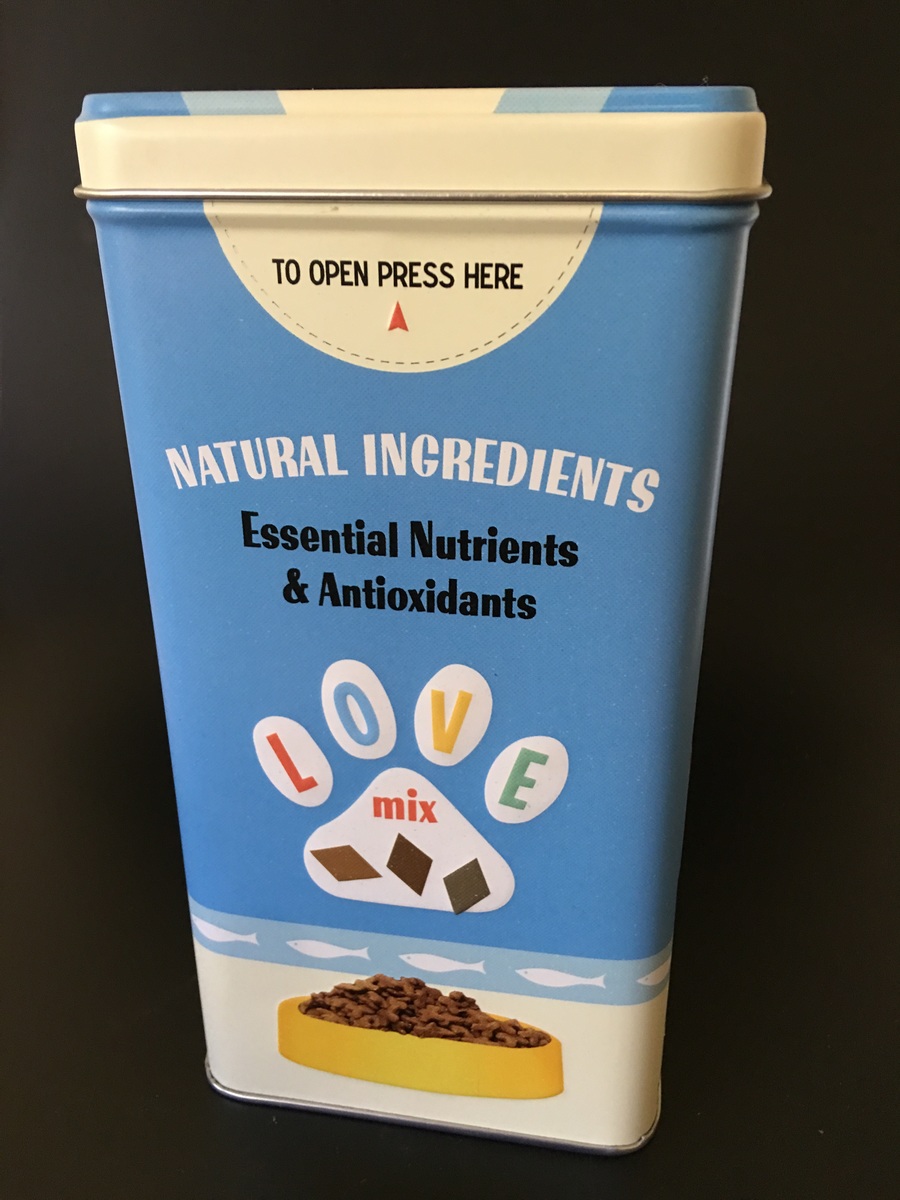 TO OPEN PRESS HERE
NATURAL INGREDIENTS
Essential Nutrients
& Antioxidants
LOVE
mix